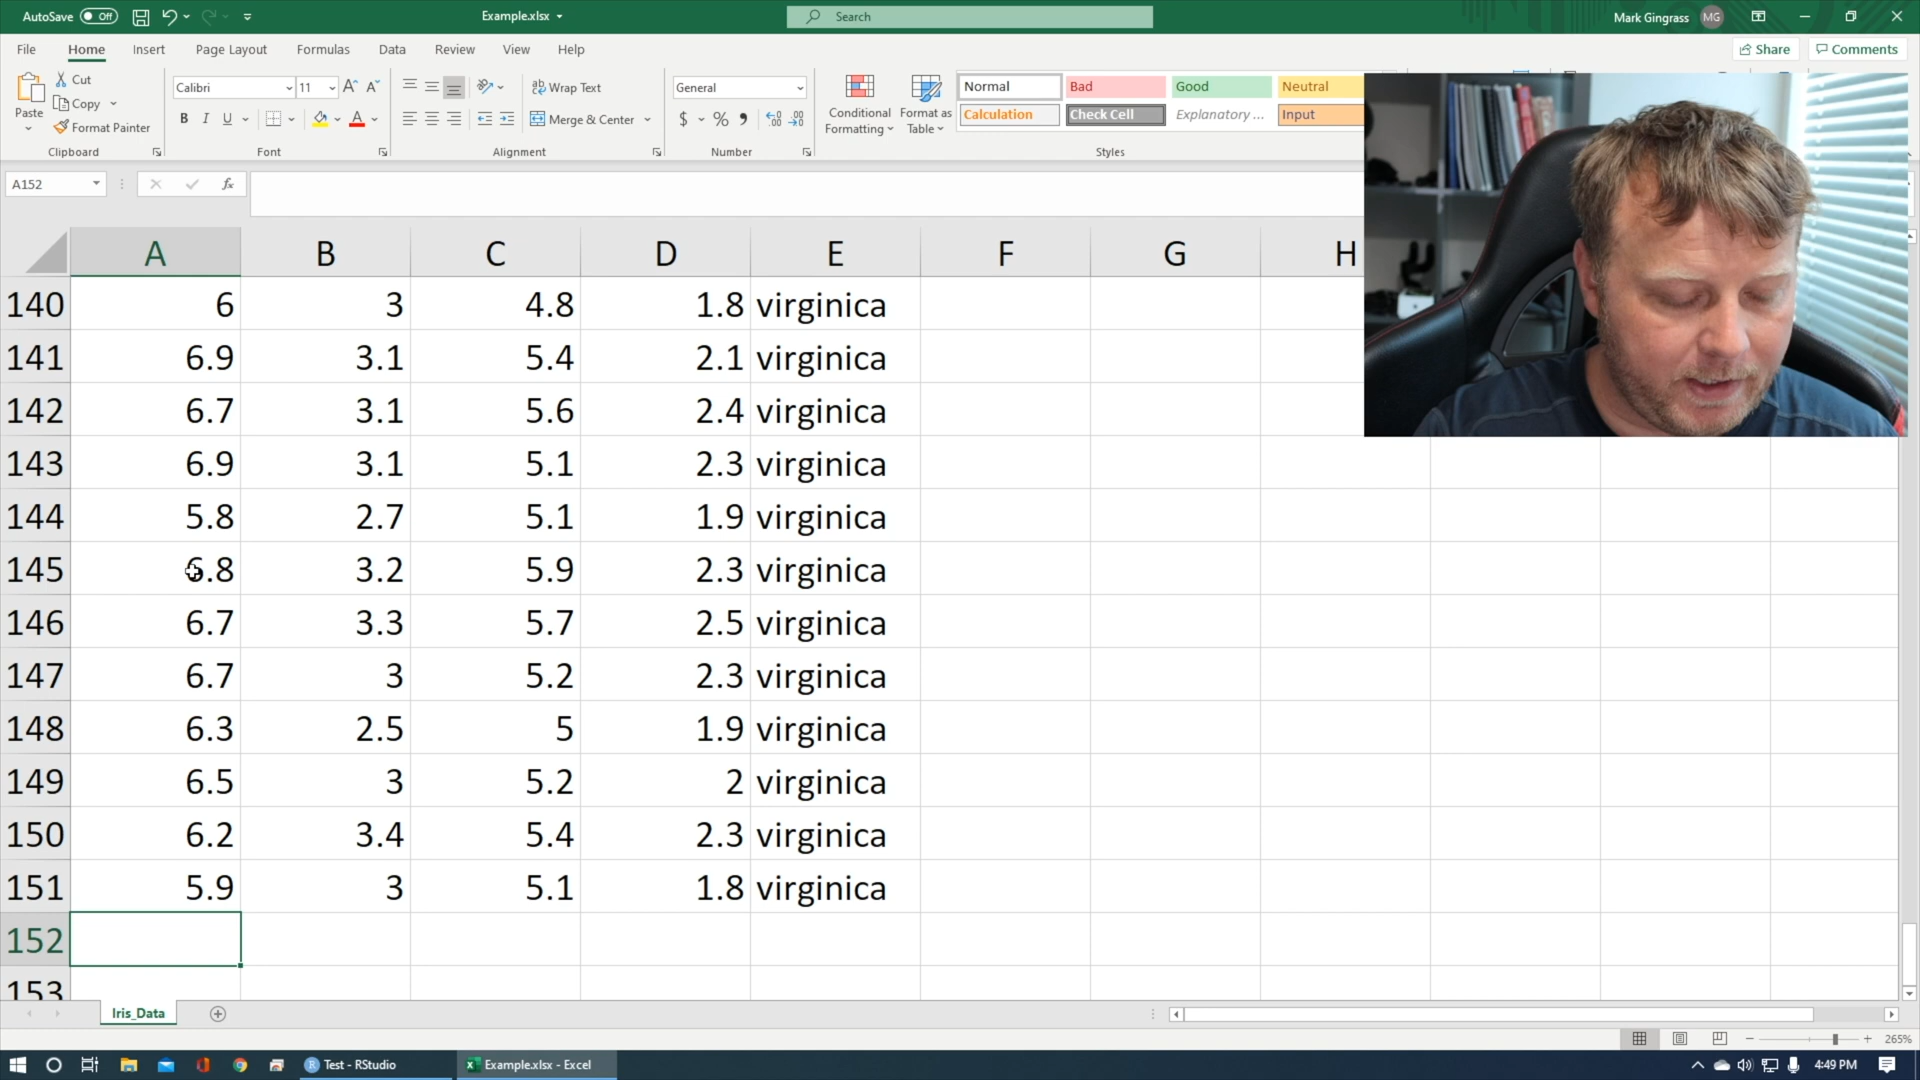 AutoSave Off Example.xlsx Search Mark Gingrass MG
File Home Insert Page Layout Formulas Data Review View Help Share Comments
Paste Cut Calibri 11 Wrap Text General Conditional Formatting Format as Table Normal Bad Good Neutral
Copy Calculation Check Cell Explanatory ... Input
Format Painter B I U A Merge & Center $ % 9
Clipboard Font Alignment Number Styles
A152 fx
A B C D E F G H
140 6 3 4.8 1.8 virginica
141 6.9 3.1 5.4 2.1 virginica
142 6.7 3.1 5.6 2.4 virginica
143 6.9 3.1 5.1 2.3 virginica
144 5.8 2.7 5.1 1.9 virginica
145 6.8 3.2 5.9 2.3 virginica
146 6.7 3.3 5.7 2.5 virginica
147 6.7 3 5.2 2.3 virginica
148 6.3 2.5 5 1.9 virginica
149 6.5 3 5.2 2 virginica
150 6.2 3.4 5.4 2.3 virginica
151 5.9 3 5.1 1.8 virginica
152
153
Iris_Data
265%
Test - RStudio Example.xlsx - Excel 4:49 PM